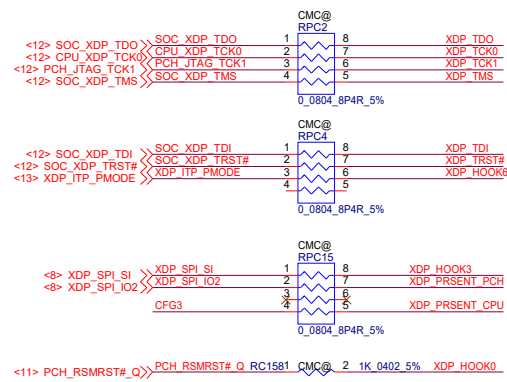 CMC@
RPC2
<12> SOC_XDP_TDO SOC_XDP_TDO 1 8 XDP_TDO
<12> CPU_XDP_TCK0 CPU_XDP_TCK0 2 7 XDP_TCK0
<12> PCH_JTAG_TCK1 PCH_JTAG_TCK1 3 6 XDP_TCK1
<12> SOC_XDP_TMS SOC_XDP_TMS 4 5 XDP_TMS
0_0804_8P4R_5%
CMC@
RPC4
<12> SOC_XDP_TDI SOC_XDP_TDI 1 8 XDP_TDI
<12> SOC_XDP_TRST# SOC_XDP_TRST# 2 7 XDP_TRST#
<13> XDP_ITP_PMODE XDP_ITP_PMODE 3 6 XDP_HOOK6
4 5
0_0804_8P4R_5%
CMC@
RPC15
<8> XDP_SPI_SI XDP_SPI_SI 1 8 XDP_HOOK3
<8> XDP_SPI_IO2 XDP_SPI_IO2 2 7 XDP_PRSENT_PCH
3 6
CFG3 4 5 XDP_PRSENT_CPU
0_0804_8P4R_5%
<11> PCH_RSMRST#_Q PCH_RSMRST#_Q RC158 1 CMC@ 2 1K_0402_5% XDP_HOOK0